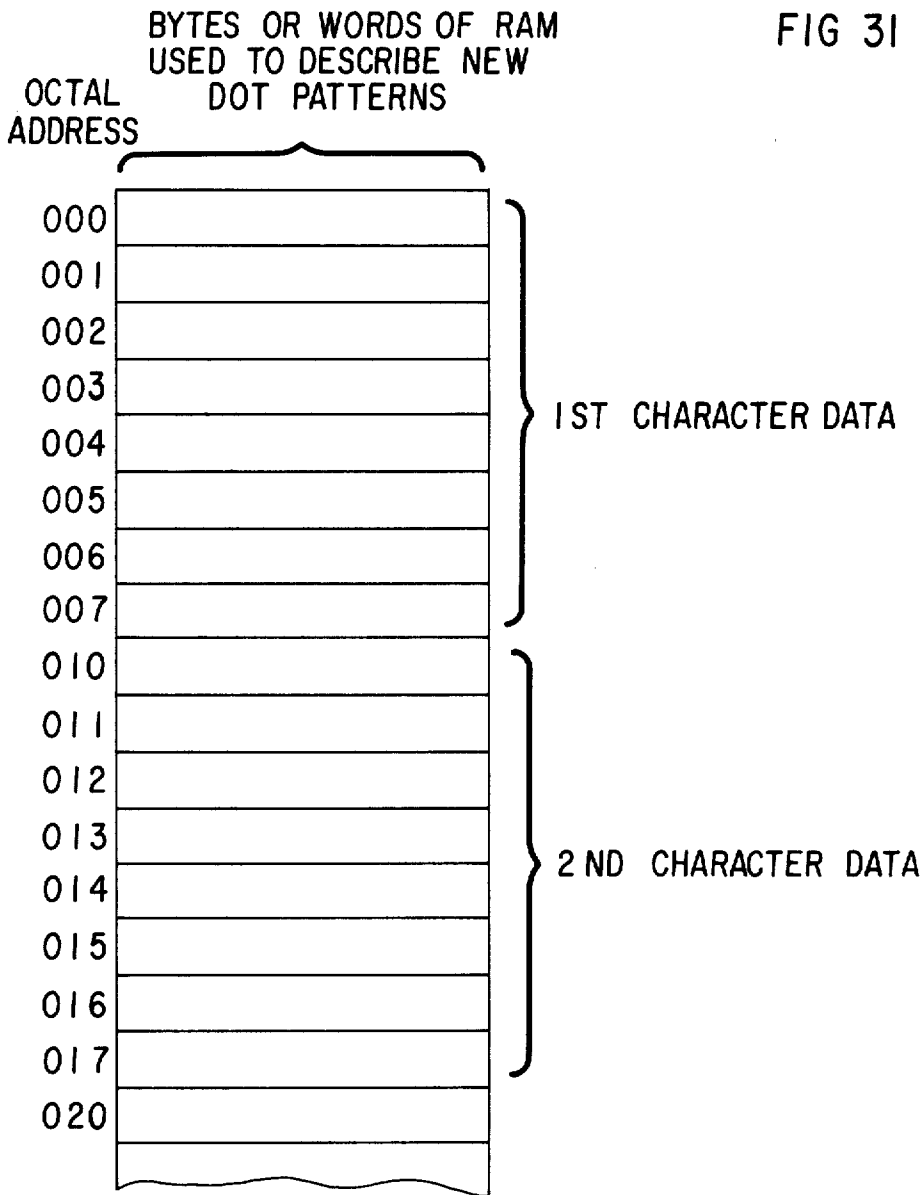 BYTES OR WORDS OF RAM
USED TO DESCRIBE NEW
DOT PATTERNS
FIG 31
OCTAL
ADDRESS
000
001
002
003
004
005
006
007
1ST CHARACTER DATA
010
011
012
013
014
015
016
017
2ND CHARACTER DATA
020